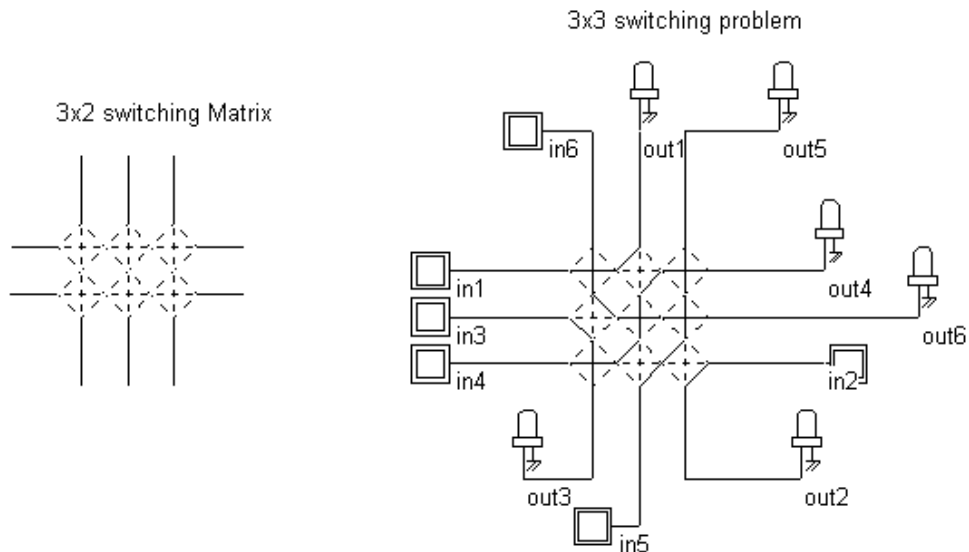 3x3 switching problem
3x2 switching Matrix
in6
out1
out5
in1
out4
in3
out6
in4
in2
out3
out2
in5